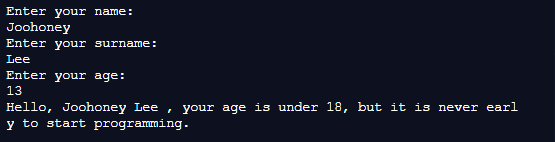 Enter your name:
Joohoney
Enter your surname:
Lee
Enter your age:
13
Hello, Joohoney Lee , your age is under 18, but it is never earl
y to start programming.